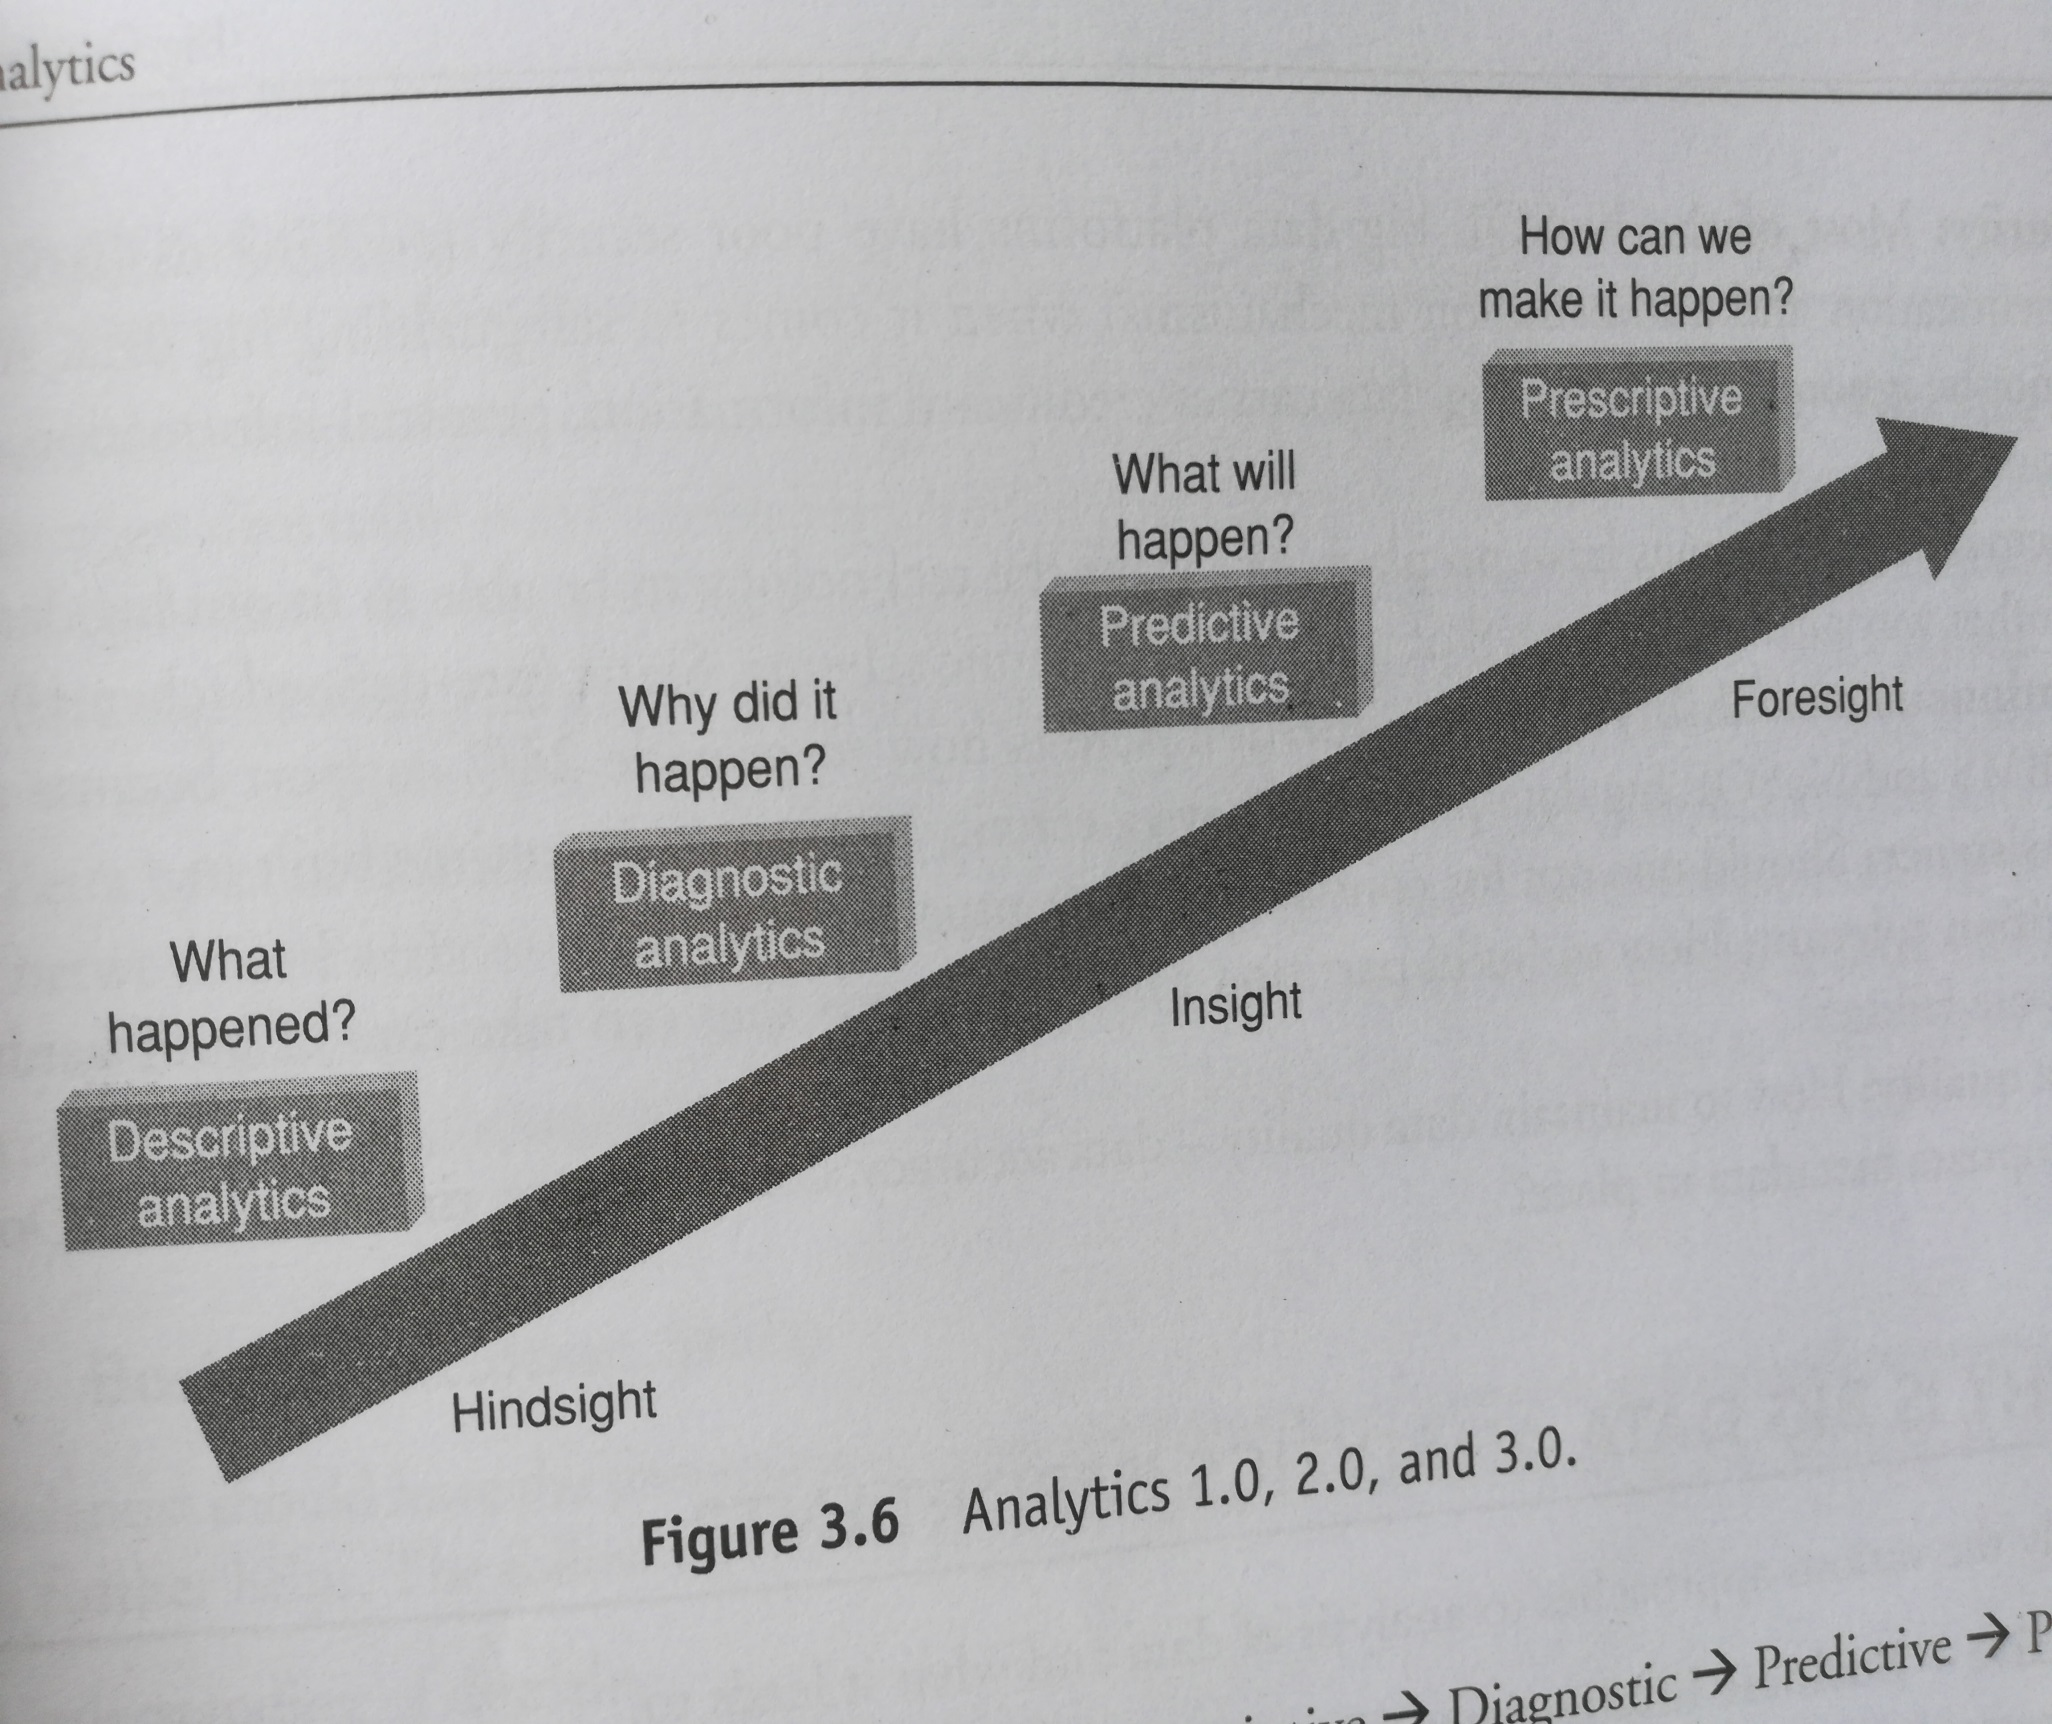 How can we
make it happen?
Prescriptive
analytics
What will
happen?
Predictive
analytics
Foresight
Why did it
happen?
Diagnostic
analytics
Insight
What
happened?
Descriptive
analytics
Hindsight
Figure 3.6 Analytics 1.0, 2.0, and 3.0.
→ Diagnostic → Predictive →